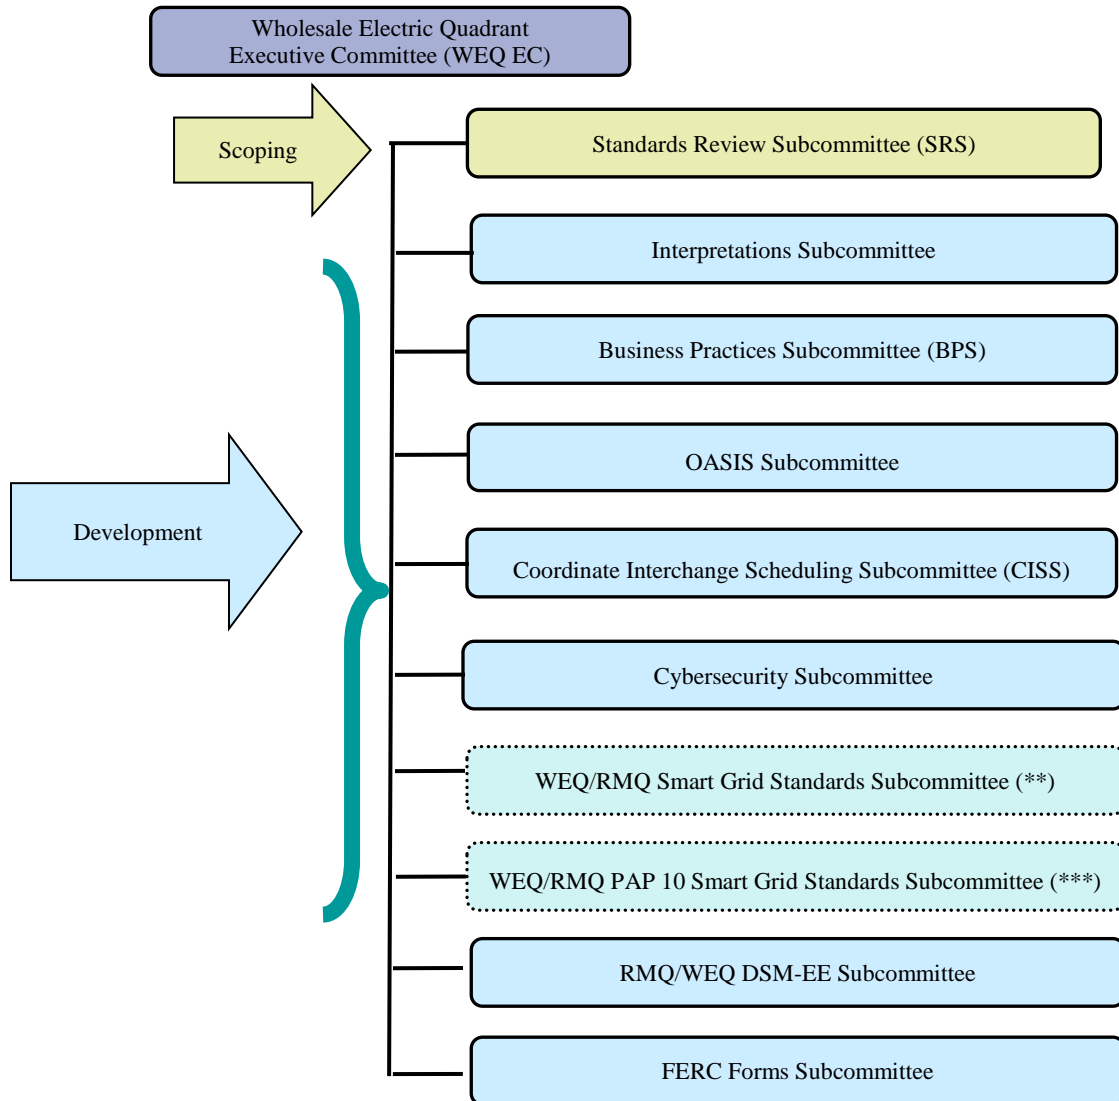 Wholesale Electric Quadrant
Executive Committee (WEQ EC)
Scoping
Standards Review Subcommittee (SRS)
Interpretations Subcommittee
Business Practices Subcommittee (BPS)
OASIS Subcommittee
Development
Coordinate Interchange Scheduling Subcommittee (CISS)
Cybersecurity Subcommittee
WEQ/RMQ Smart Grid Standards Subcommittee (**)
WEQ/RMQ PAP 10 Smart Grid Standards Subcommittee (***)
RMQ/WEQ DSM-EE Subcommittee
FERC Forms Subcommittee